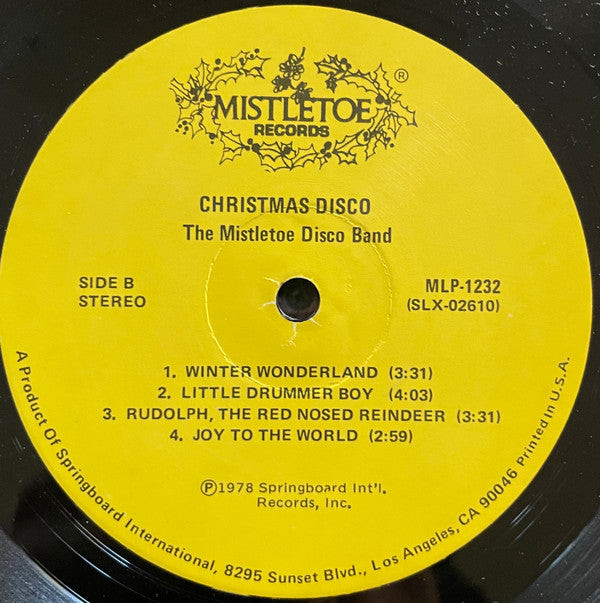 ®
MISTLETOE
RECORDS
CHRISTMAS DISCO
The Mistletoe Disco Band
SIDE B
STEREO
MLP-1232
(SLX-02610)
1. WINTER WONDERLAND (3:31)
2. LITTLE DRUMMER BOY (4:03)
3. RUDOLPH, THE RED NOSED REINDEER (3:31)
4. JOY TO THE WORLD (2:59)
℗1978 Springboard Int'l.
Records, Inc.
A Product Of Springboard International, 8295 Sunset Blvd., Los Angeles, CA 90046 Printed in U.S.A.